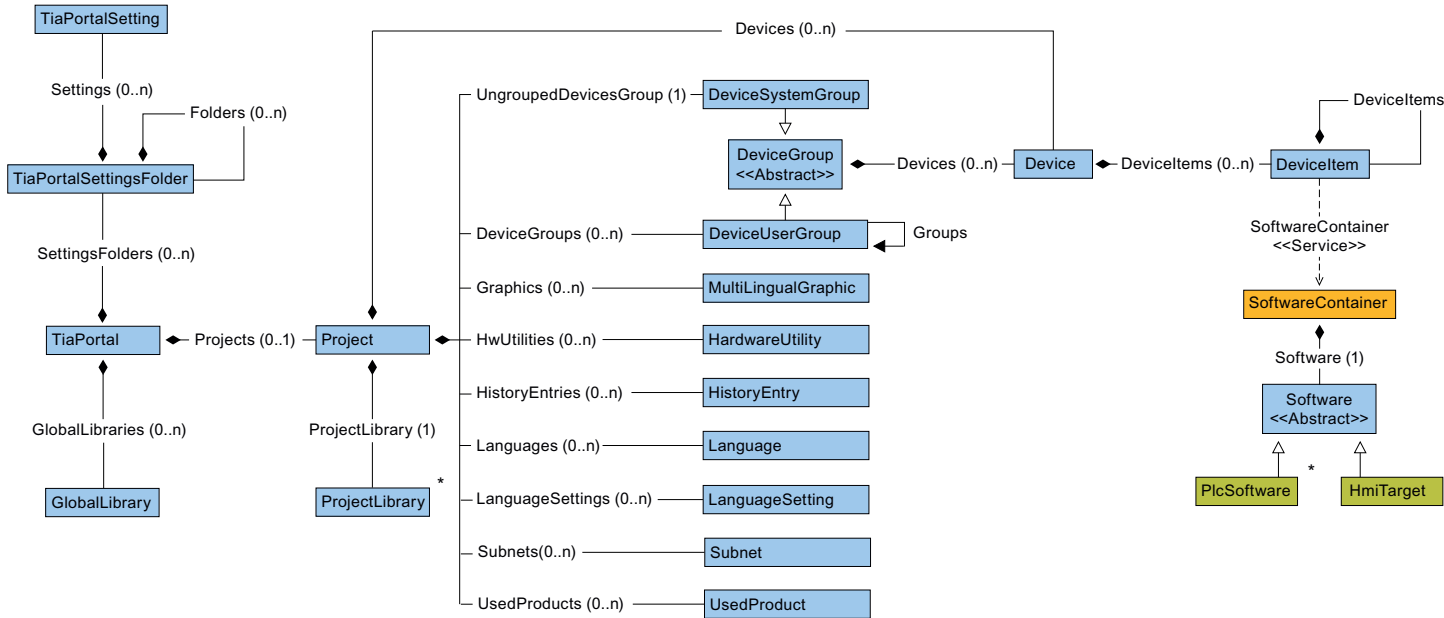 TiaPortalSetting
Settings (0..n)
Folders (0..n)
TiaPortalSettingsFolder
SettingsFolders (0..n)
TiaPortal
Projects (0..1)
Project
GlobalLibraries (0..n)
GlobalLibrary
ProjectLibrary (1)
*
ProjectLibrary
Devices (0..n)
UngroupedDevicesGroup (1)
DeviceSystemGroup
DeviceGroup
<<Abstract>>
Devices (0..n)
Device
DeviceItems (0..n)
DeviceItem
DeviceItems
DeviceGroups (0..n)
DeviceUserGroup
Groups
Graphics (0..n)
MultiLingualGraphic
HwUtilities (0..n)
HardwareUtility
HistoryEntries (0..n)
HistoryEntry
Languages (0..n)
Language
LanguageSettings (0..n)
LanguageSetting
Subnets(0..n)
Subnet
UsedProducts (0..n)
UsedProduct
SoftwareContainer
<<Service>>
SoftwareContainer
Software (1)
Software
<<Abstract>>
*
PlcSoftware
HmiTarget